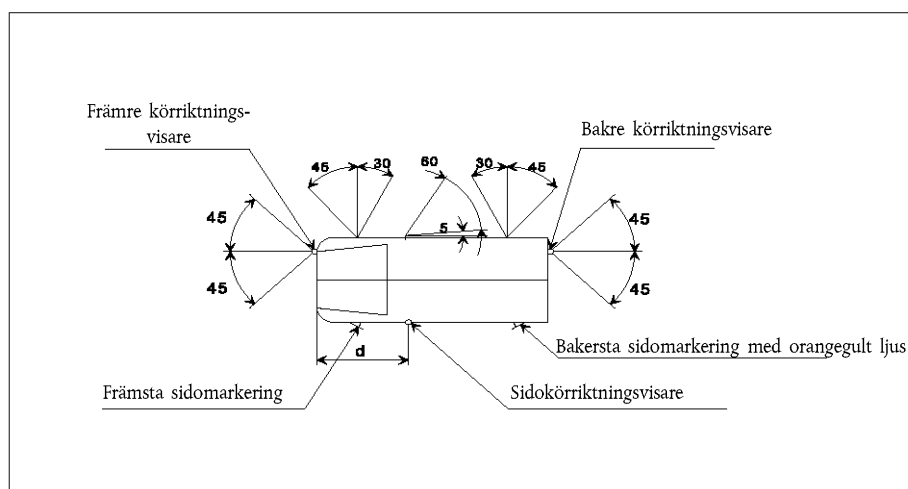 Främre körriktnings-
visare
Bakre körriktningsvisare
45 30 60 30 45
45 5 45
45 45
d
Bakersta sidomarkering med orangegult ljus
Främsta sidomarkering Sidokörriktningsvisare